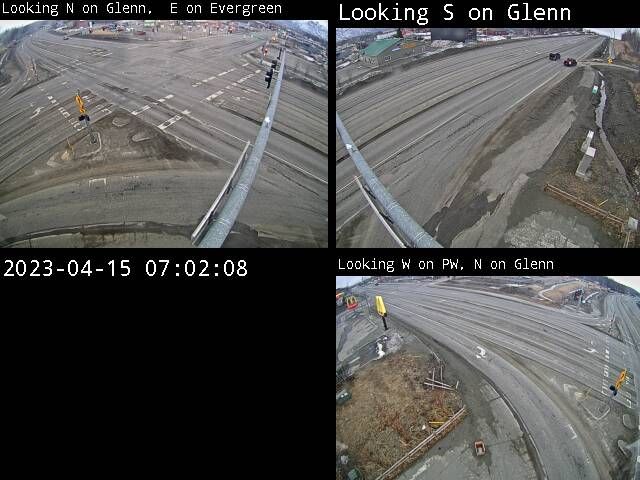 Looking N on Glenn, E on Evergreen
Looking S on Glenn
2023-04-15 07:02:08
Looking W on PW, N on Glenn